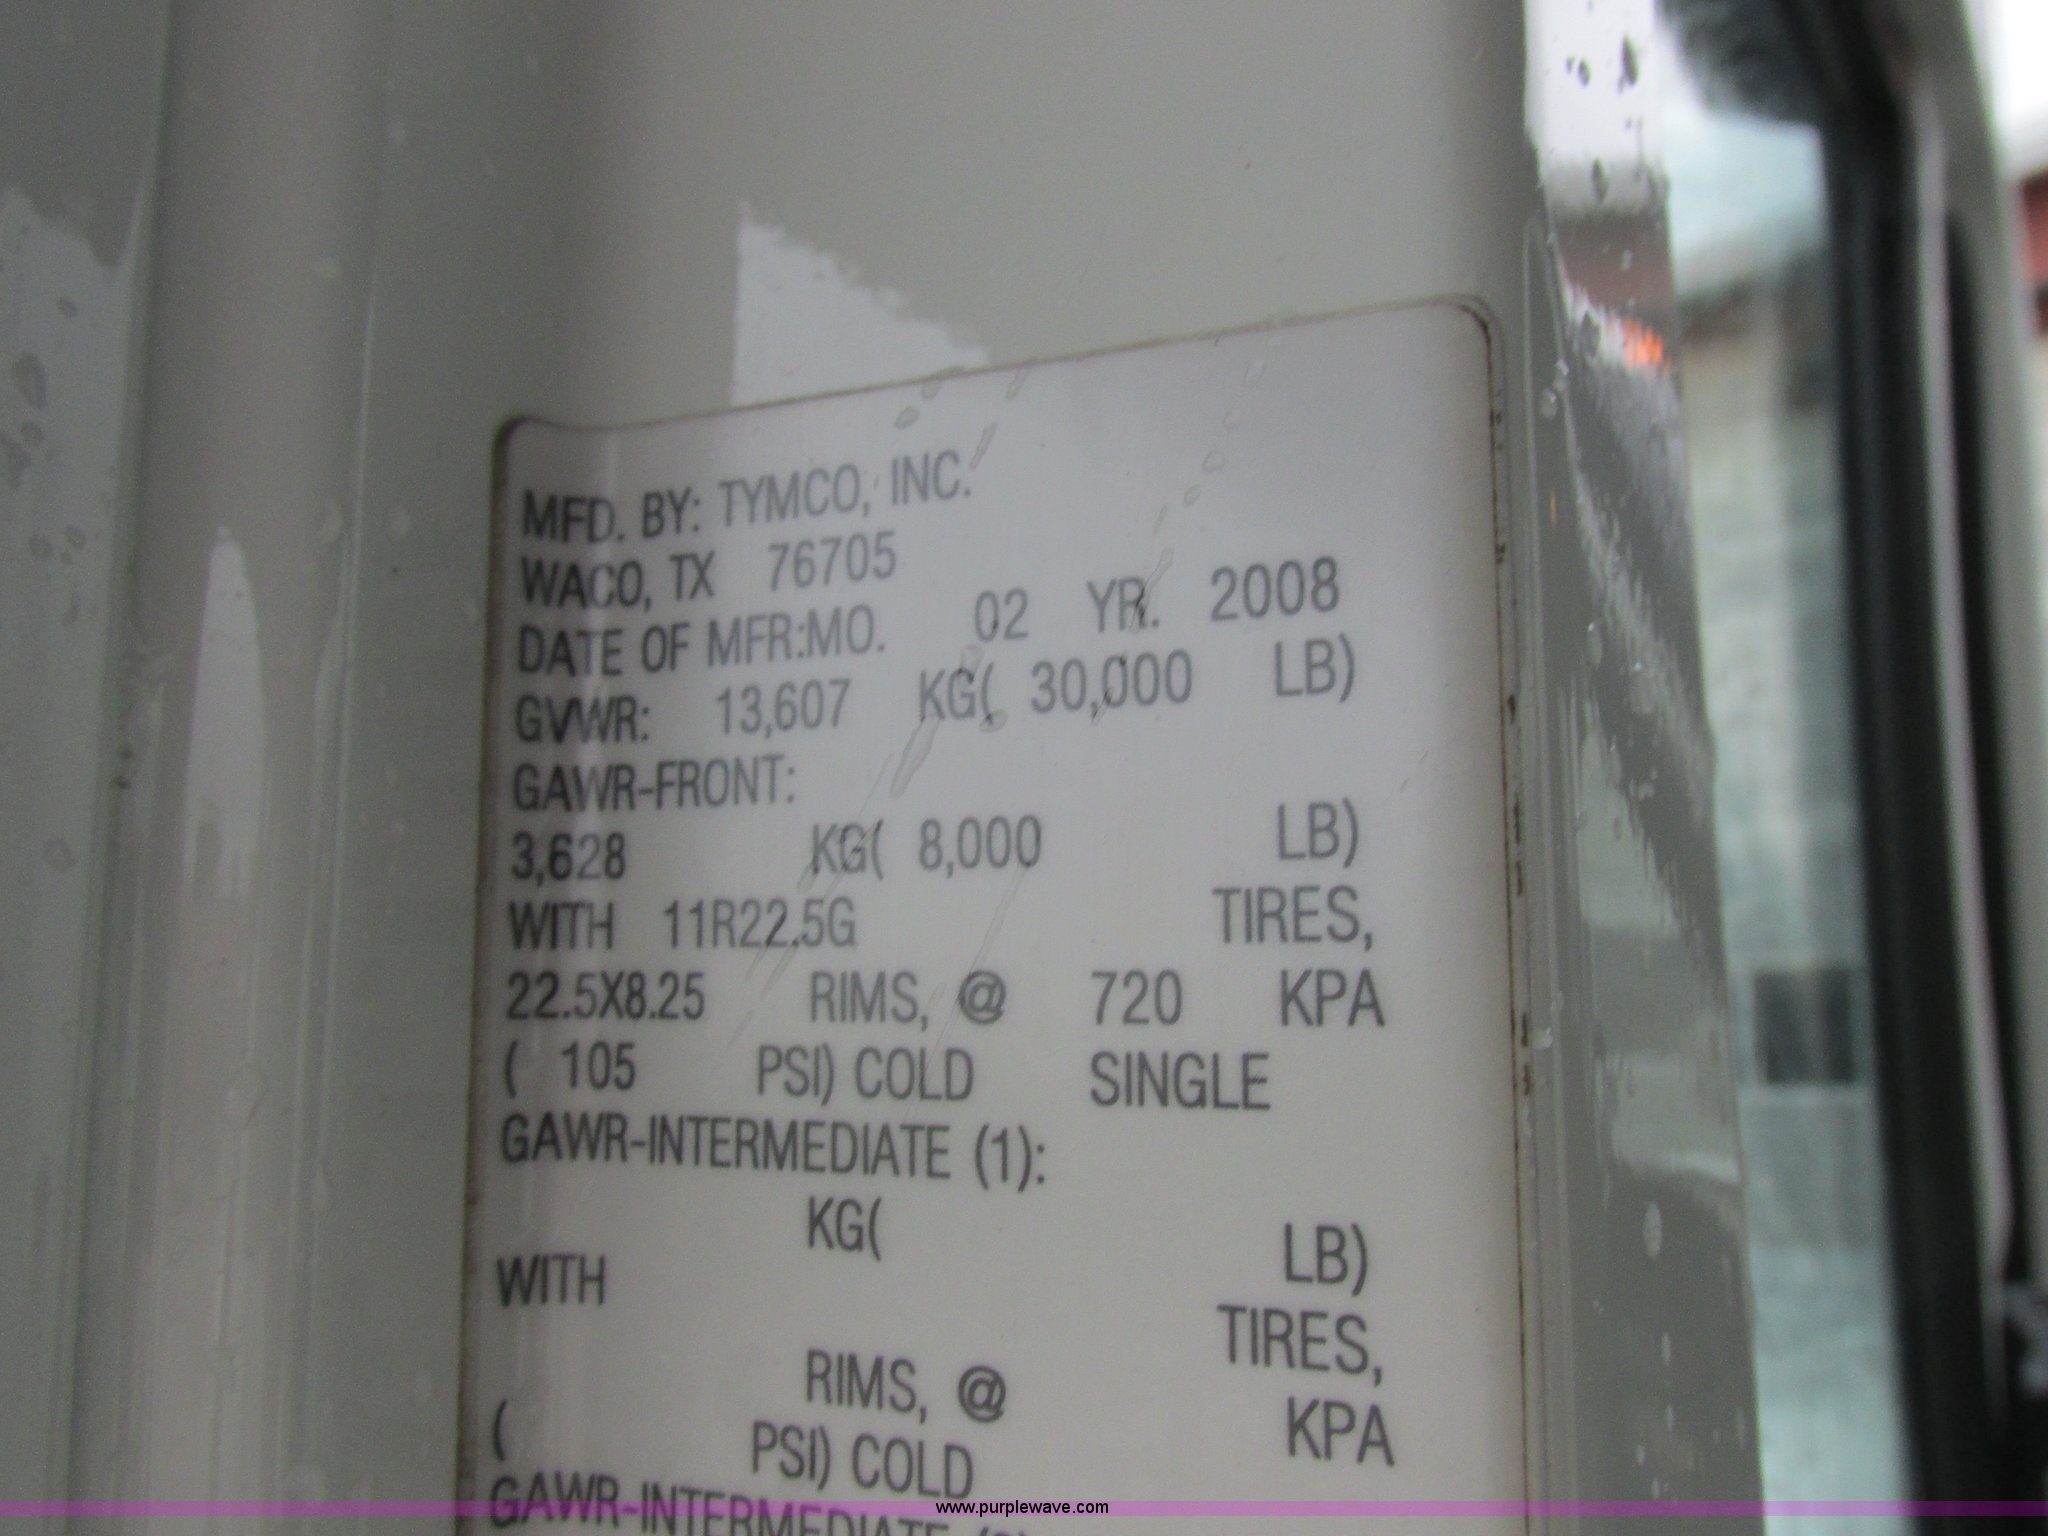 MFD. BY: TYMCO, INC.
WACO, TX 76705
DATE OF MFR:MO. 02 YR. 2008
GVWR: 13,607 KG( 30,000 LB)
GAWR-FRONT:
3,628 KG( 8,000 LB)
WITH 11R22.5G TIRES,
22.5X8.25 RIMS, @ 720 KPA
( 105 PSI) COLD SINGLE
GAWR-INTERMEDIATE (1):
KG( LB)
WITH TIRES,
RIMS, @ KPA
( PSI) COLD
GAWR-INTERMEDIATE (2):
www.purplewave.com